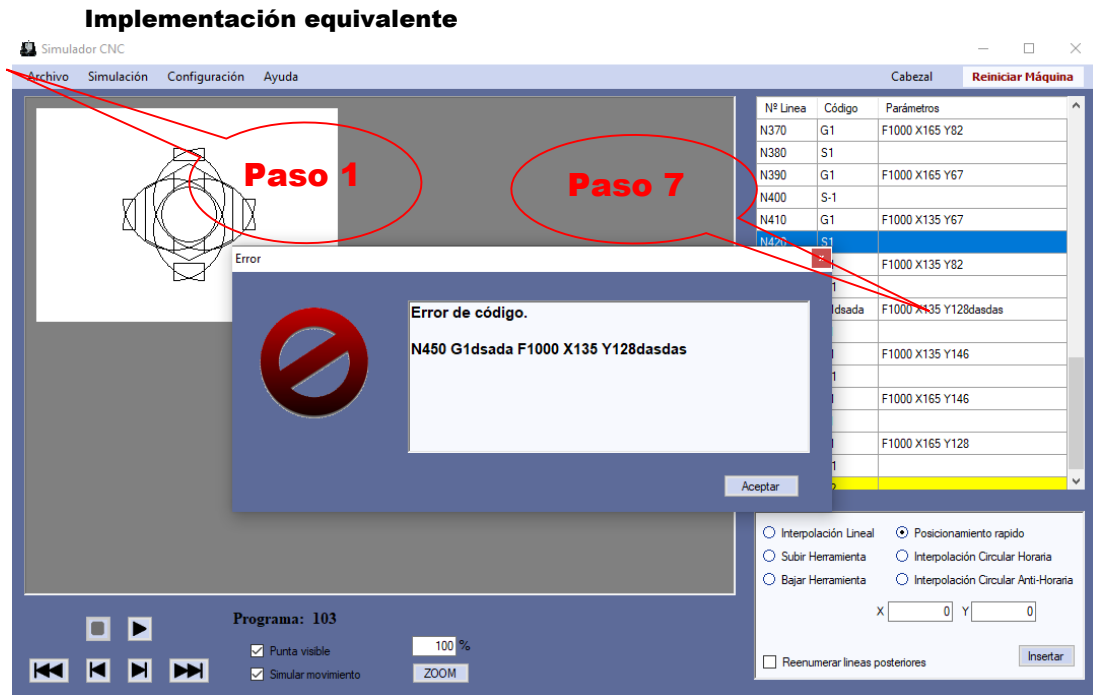 Implementación equivalente
Simulador CNC
Archivo Simulación Configuración Ayuda Cabezal Reiniciar Máquina
Nº Linea Código Parámetros
N370 G1 F1000 X165 Y82
N380 S1
N390 G1 F1000 X165 Y67
N400 S-1
N410 G1 F1000 X135 Y67
N420 S1
F1000 X135 Y82
1dsada F1000 X135 Y128dasdas
F1000 X135 Y146
F1000 X165 Y146
F1000 X165 Y128
Paso 1
Paso 7
Error
Error de código.
N450 G1dsada F1000 X135 Y128dasdas
Aceptar
Interpolación Lineal Posicionamiento rapido
Subir Herramienta Interpolación Circular Horaria
Bajar Herramienta Interpolación Circular Anti-Horaria
X 0 Y 0
Reenumerar lineas posteriores Insertar
Programa: 103
Punta visible 100 %
Simular movimiento ZOOM